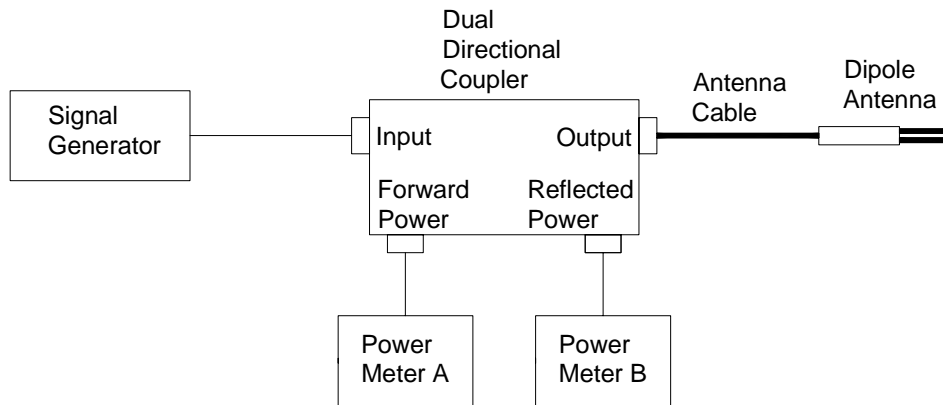 Dual
Directional
Coupler
Signal
Generator
Input
Output
Antenna
Cable
Dipole
Antenna
Forward
Power
Reflected
Power
Power
Meter A
Power
Meter B